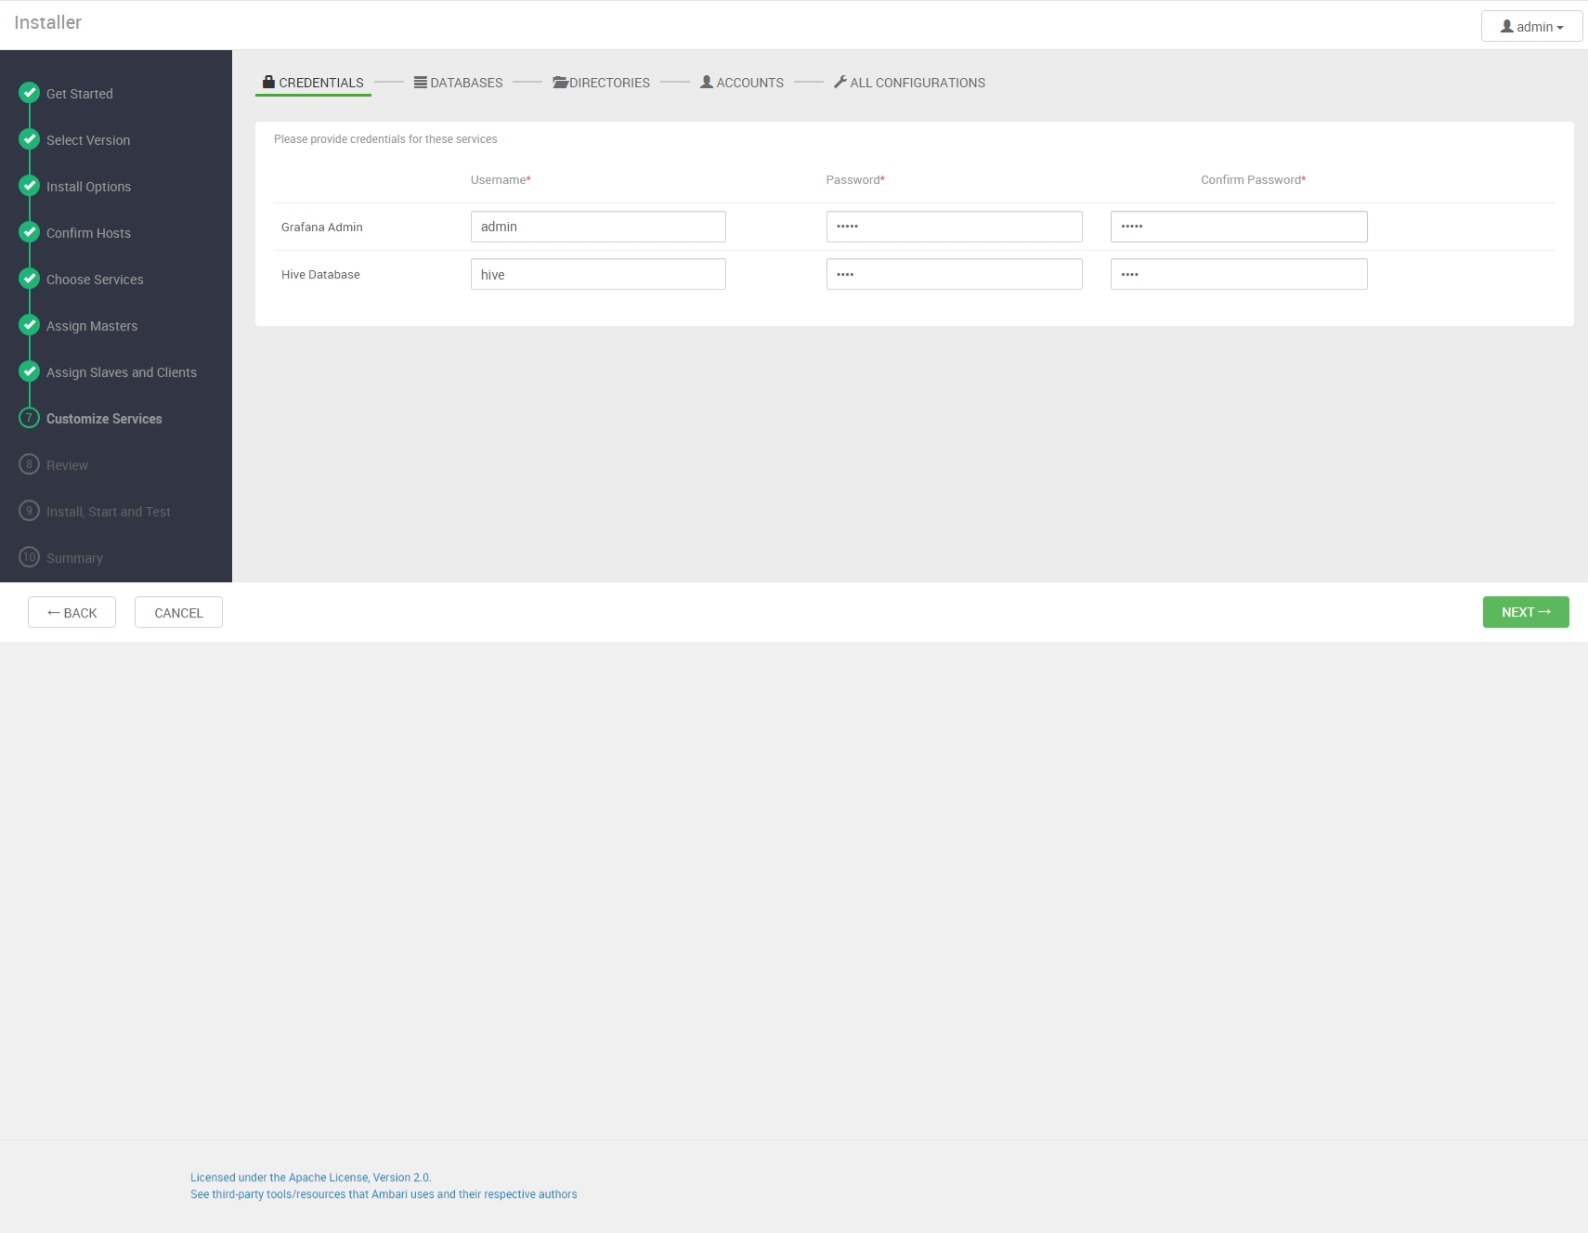 Installer
admin
Get Started
Select Version
Install Options
Confirm Hosts
Choose Services
Assign Masters
Assign Slaves and Clients
7 Customize Services
8 Review
9 Install, Start and Test
10 Summary
CREDENTIALS DATABASES DIRECTORIES ACCOUNTS ALL CONFIGURATIONS
Please provide credentials for these services
Username* Password* Confirm Password*
Grafana Admin admin ••••• •••••
Hive Database hive •••• ••••
← BACK CANCEL NEXT →
Licensed under the Apache License, Version 2.0.
See third-party tools/resources that Ambari uses and their respective authors